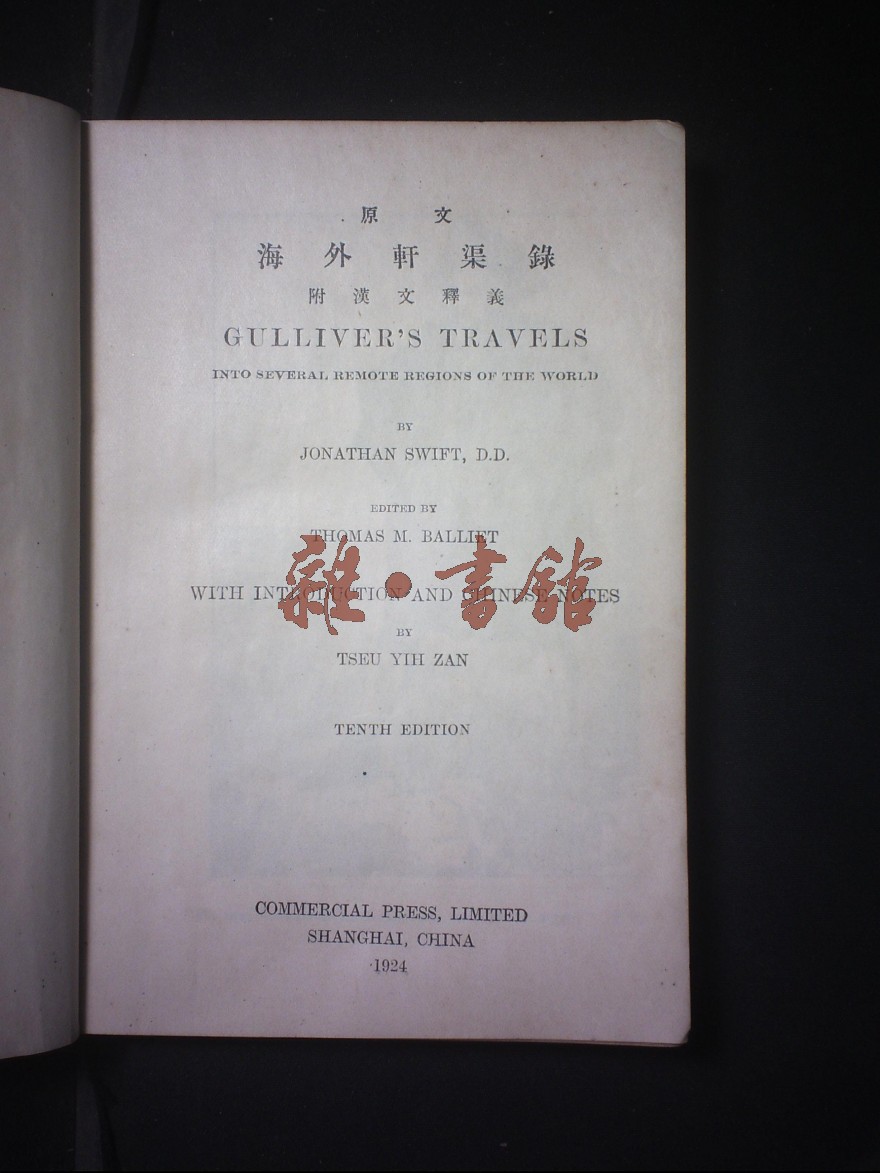 原文
海外軒渠錄
附漢文釋義
GULLIVER'S TRAVELS
INTO SEVERAL REMOTE REGIONS OF THE WORLD
BY
JONATHAN SWIFT, D.D.
EDITED BY
THOMAS M. BALLIET
WITH INTRODUCTION AND CHINESE NOTES
雜·書館
BY
TSEU YIH ZAN
TENTH EDITION
COMMERCIAL PRESS, LIMITED
SHANGHAI, CHINA
1924